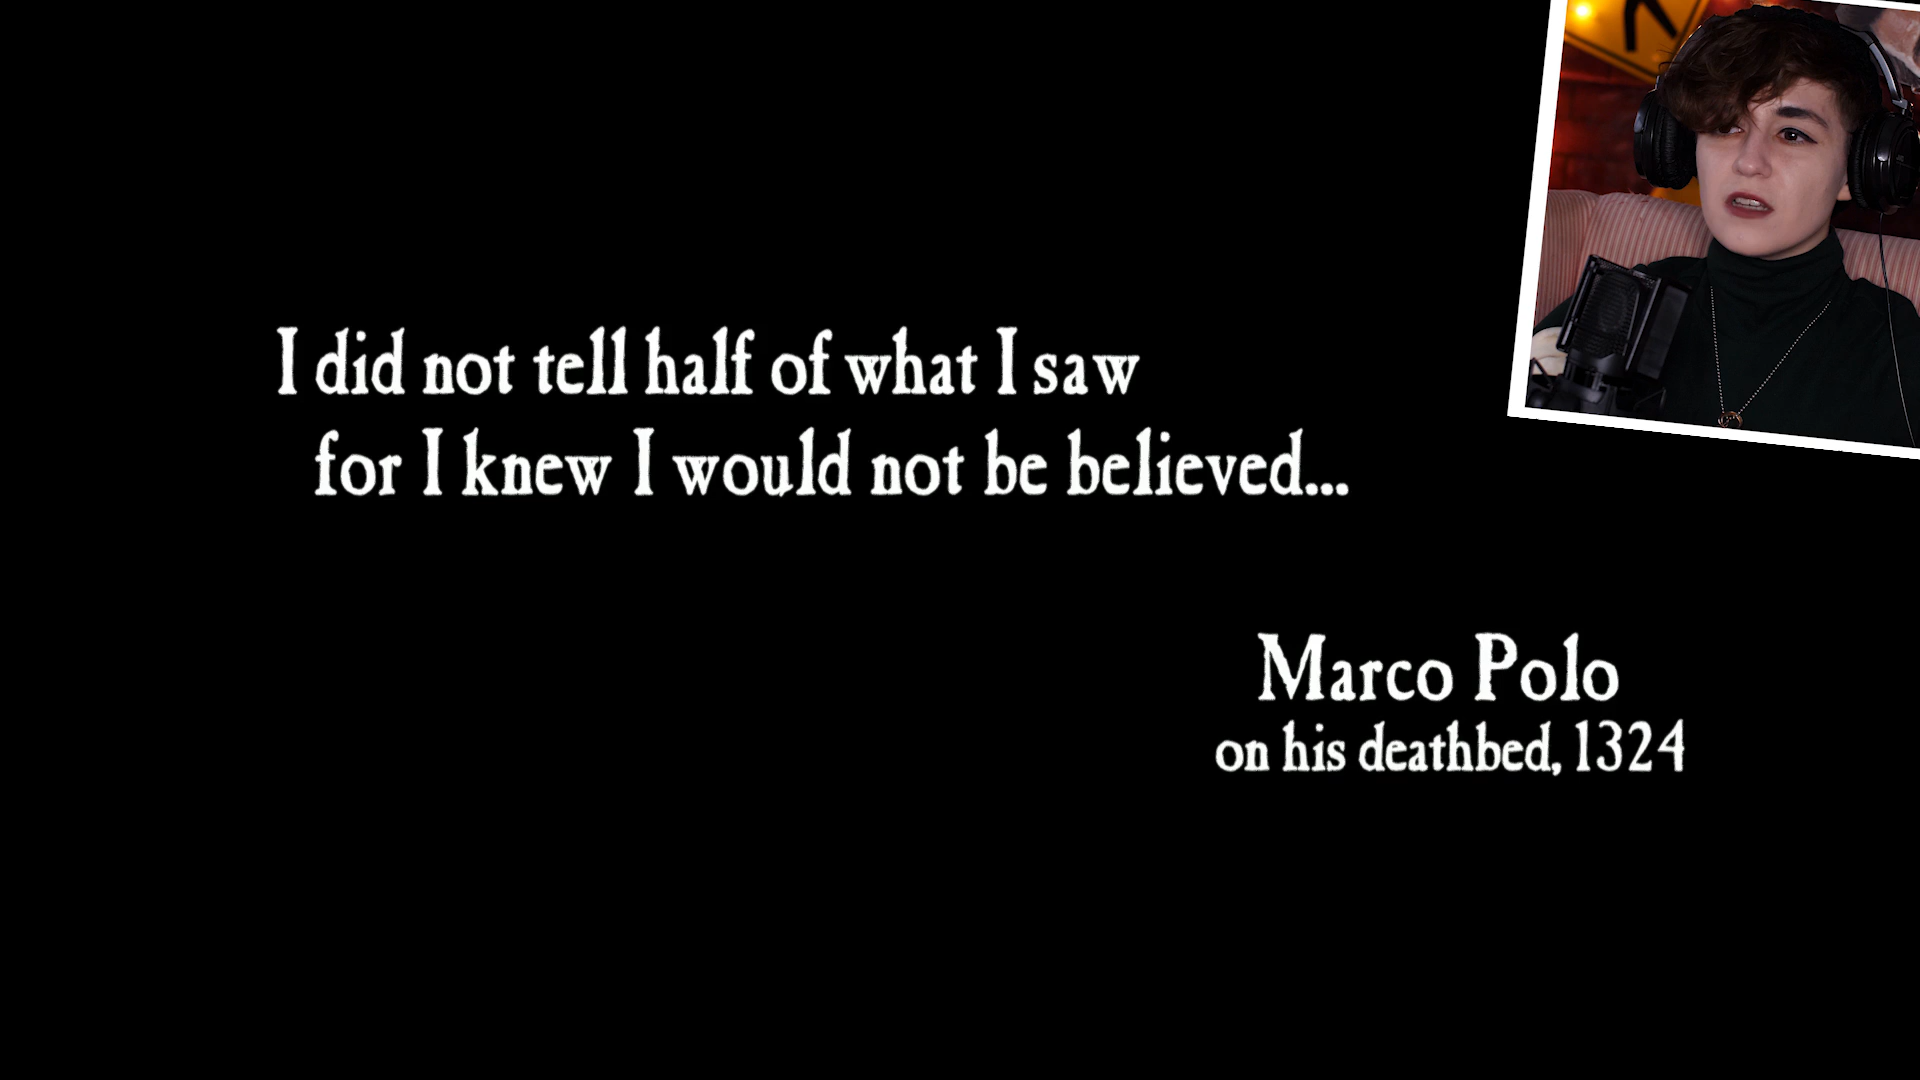 I did not tell half of what I saw
for I knew I would not be believed...
Marco Polo
on his deathbed, 1324